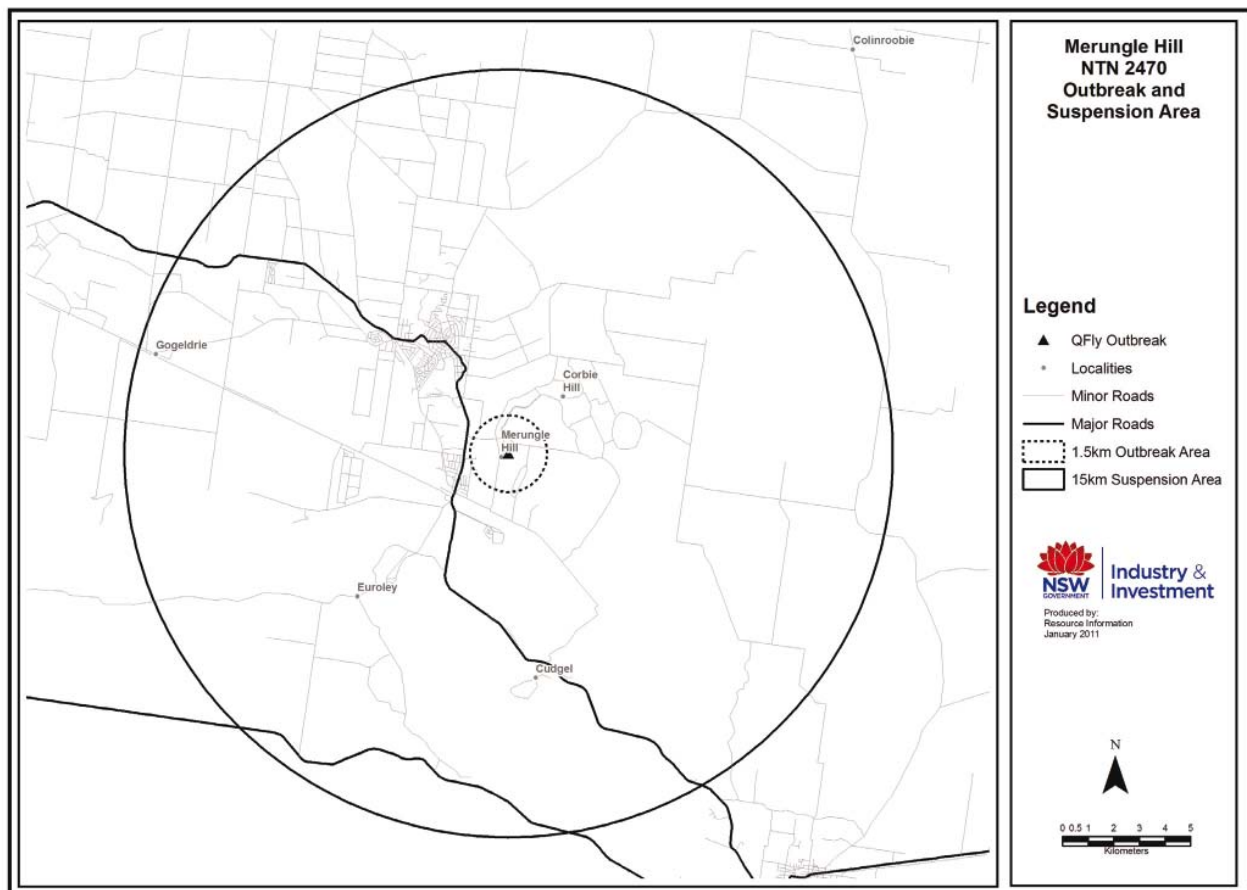 Colinroobie
Gogeldrie
Corbie
Hill
Merungle
Hill
Euroley
Cudgel
Merungle Hill
NTN 2470
Outbreak and
Suspension Area
Legend
QFly Outbreak
Localities
Minor Roads
Major Roads
1.5km Outbreak Area
15km Suspension Area
NSW
GOVERNMENT
Industry &
Investment
Produced by:
Resource Information
January 2011
N
0 0.5 1 2 3 4 5
Kilometers